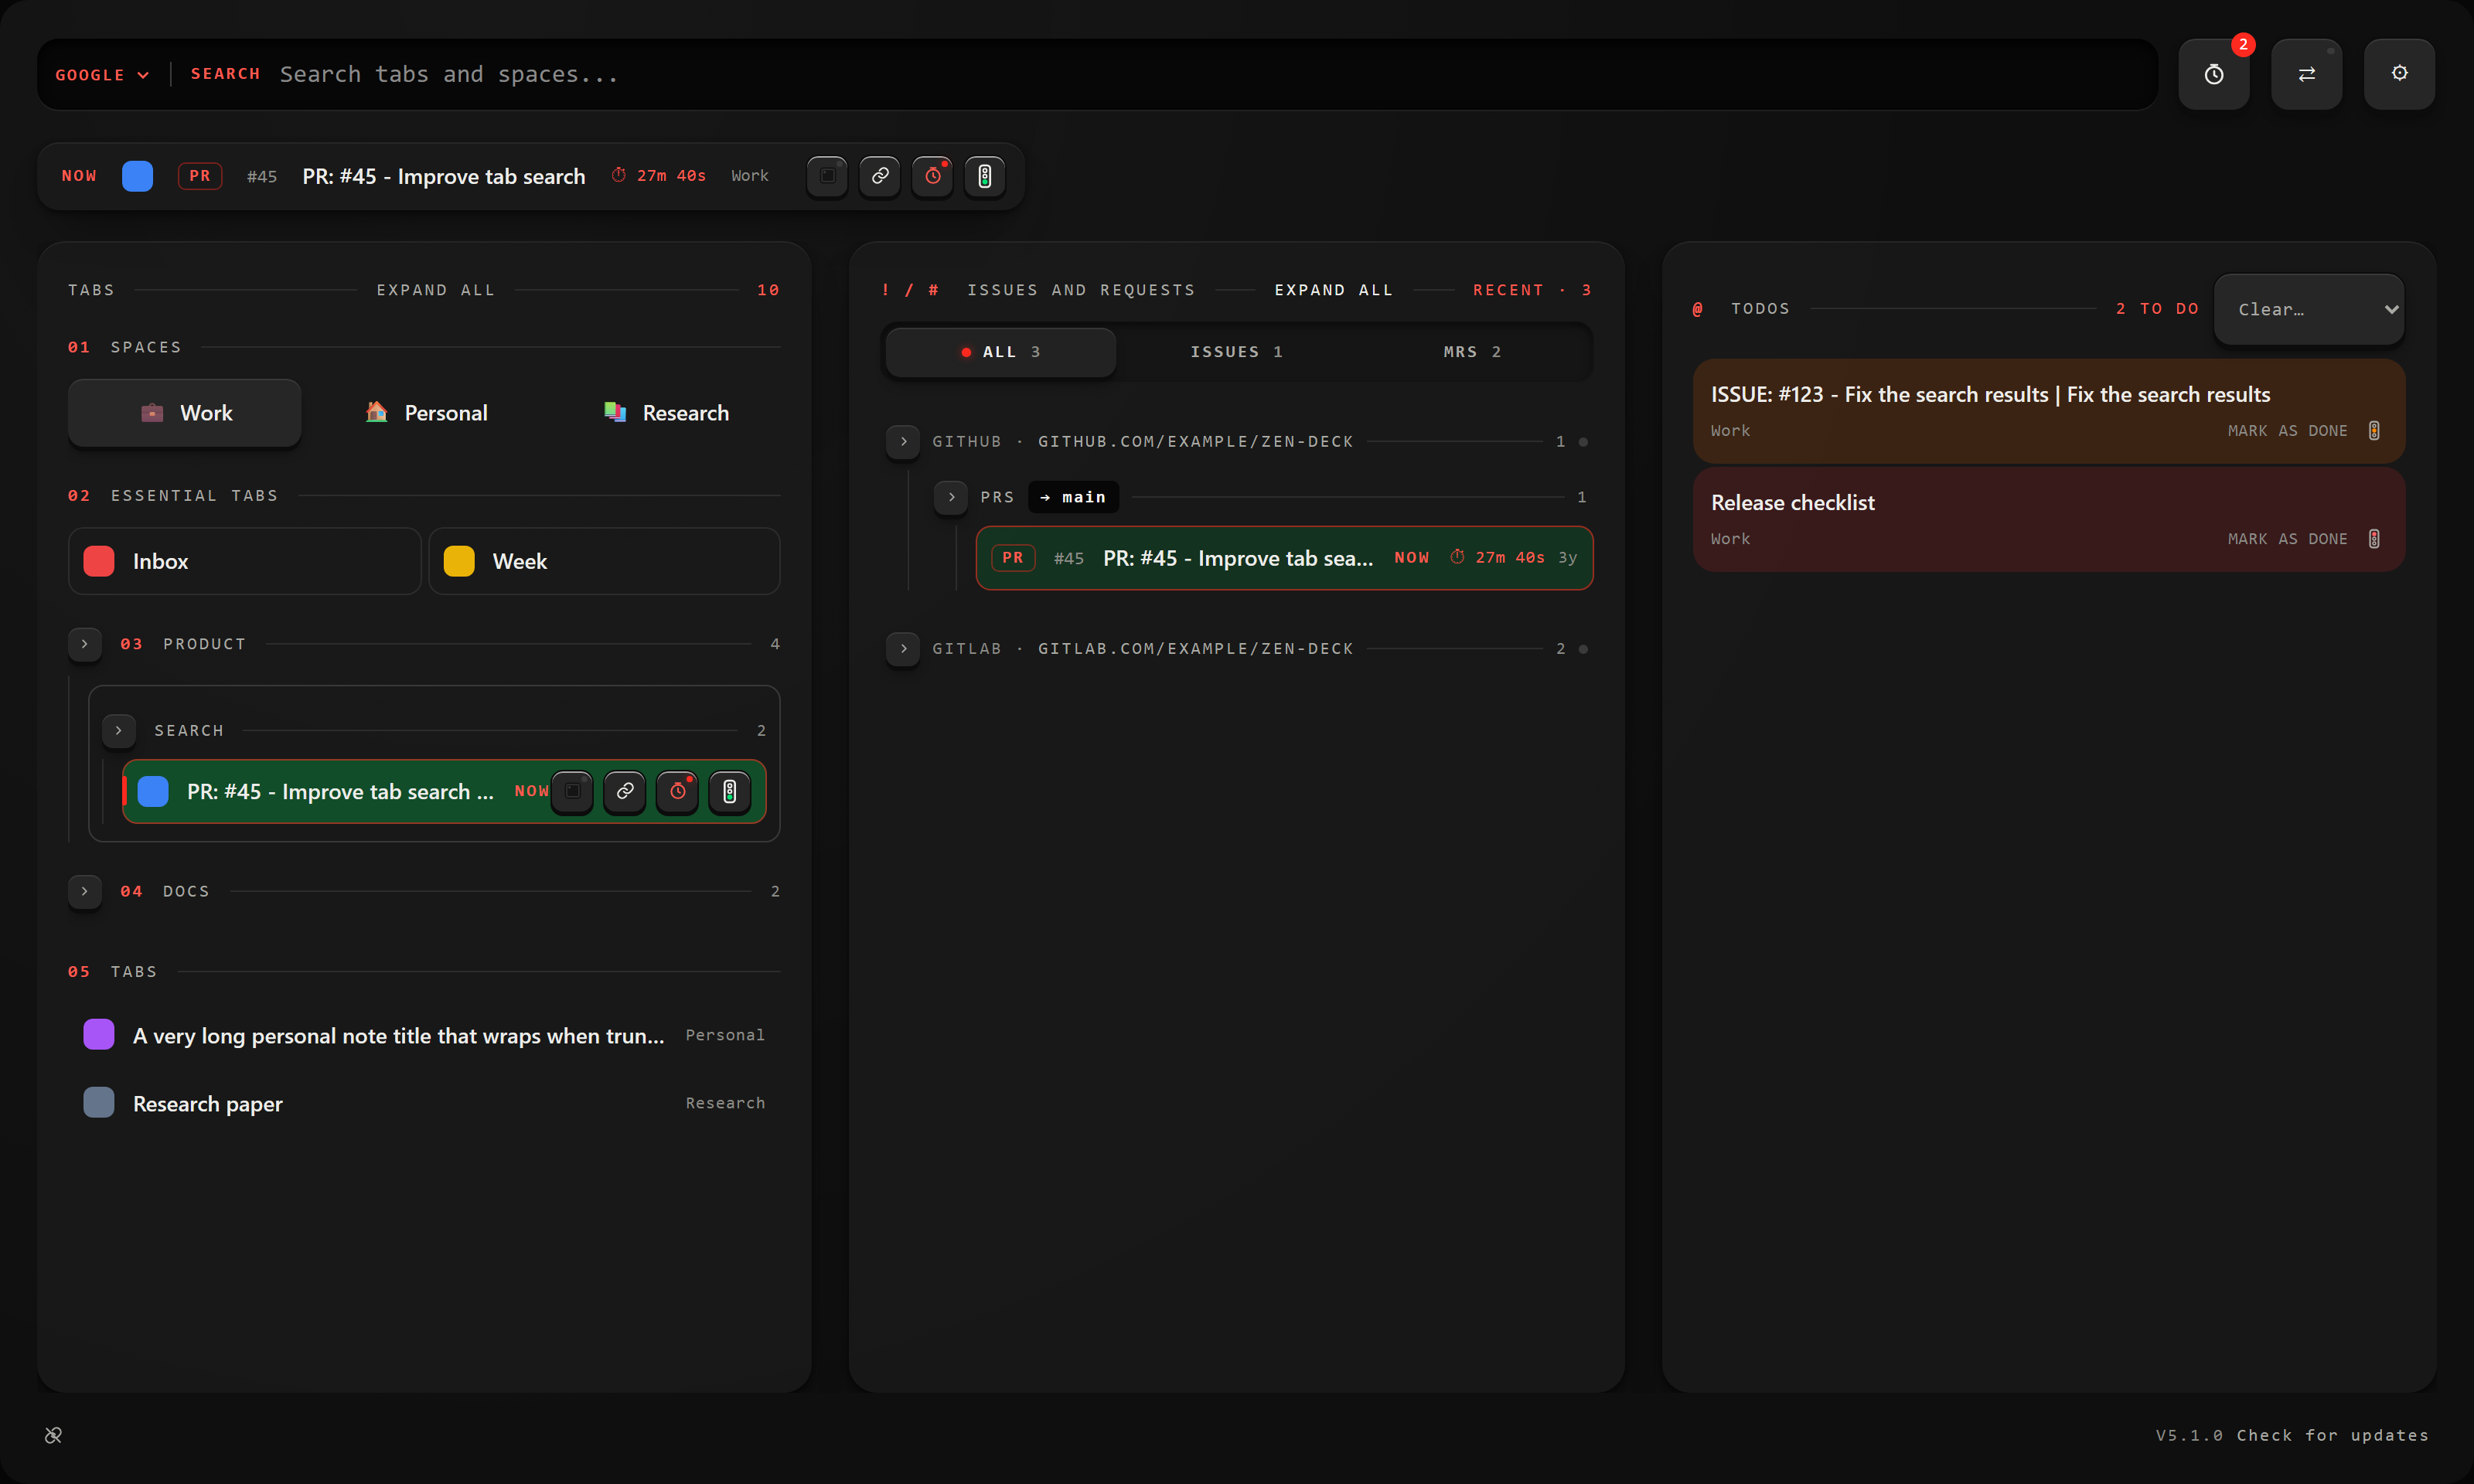 GOOGLE SEARCH Search tabs and spaces...
2
NOW PR #45 PR: #45 - Improve tab search 27m 40s Work
TABS EXPAND ALL 10
01 SPACES
Work Personal Research
02 ESSENTIAL TABS
Inbox Week
03 PRODUCT 4
SEARCH 2
PR: #45 - Improve tab search ... NOW
04 DOCS 2
05 TABS
A very long personal note title that wraps when trun... Personal
Research paper Research
! / # ISSUES AND REQUESTS EXPAND ALL RECENT · 3
ALL 3 ISSUES 1 MRS 2
GITHUB · GITHUB.COM/EXAMPLE/ZEN-DECK 1
PRS → main 1
PR #45 PR: #45 - Improve tab sea... NOW 27m 40s 3y
GITLAB · GITLAB.COM/EXAMPLE/ZEN-DECK 2
@ TODOS 2 TO DO Clear…
ISSUE: #123 - Fix the search results | Fix the search results
Work MARK AS DONE
Release checklist
Work MARK AS DONE
V5.1.0 Check for updates